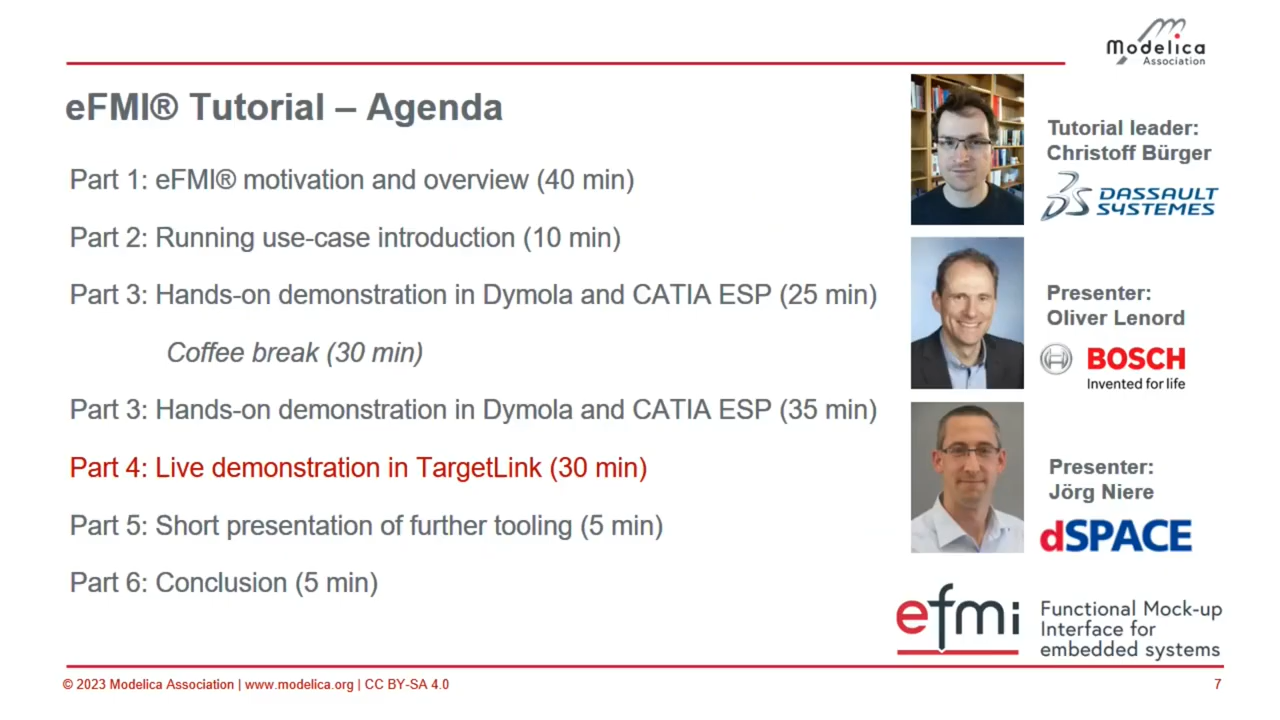 Modelica
Association
eFMI® Tutorial – Agenda
Part 1: eFMI® motivation and overview (40 min)
Part 2: Running use-case introduction (10 min)
Part 3: Hands-on demonstration in Dymola and CATIA ESP (25 min)
Coffee break (30 min)
Part 3: Hands-on demonstration in Dymola and CATIA ESP (35 min)
Part 4: Live demonstration in TargetLink (30 min)
Part 5: Short presentation of further tooling (5 min)
Part 6: Conclusion (5 min)
Tutorial leader:
Christoff Bürger
DASSAULT
SYSTEMES
Presenter:
Oliver Lenord
BOSCH
Invented for life
Presenter:
Jörg Niere
dSPACE
efmi
Functional Mock-up
Interface for
embedded systems
© 2023 Modelica Association | www.modelica.org | CC BY-SA 4.0
7